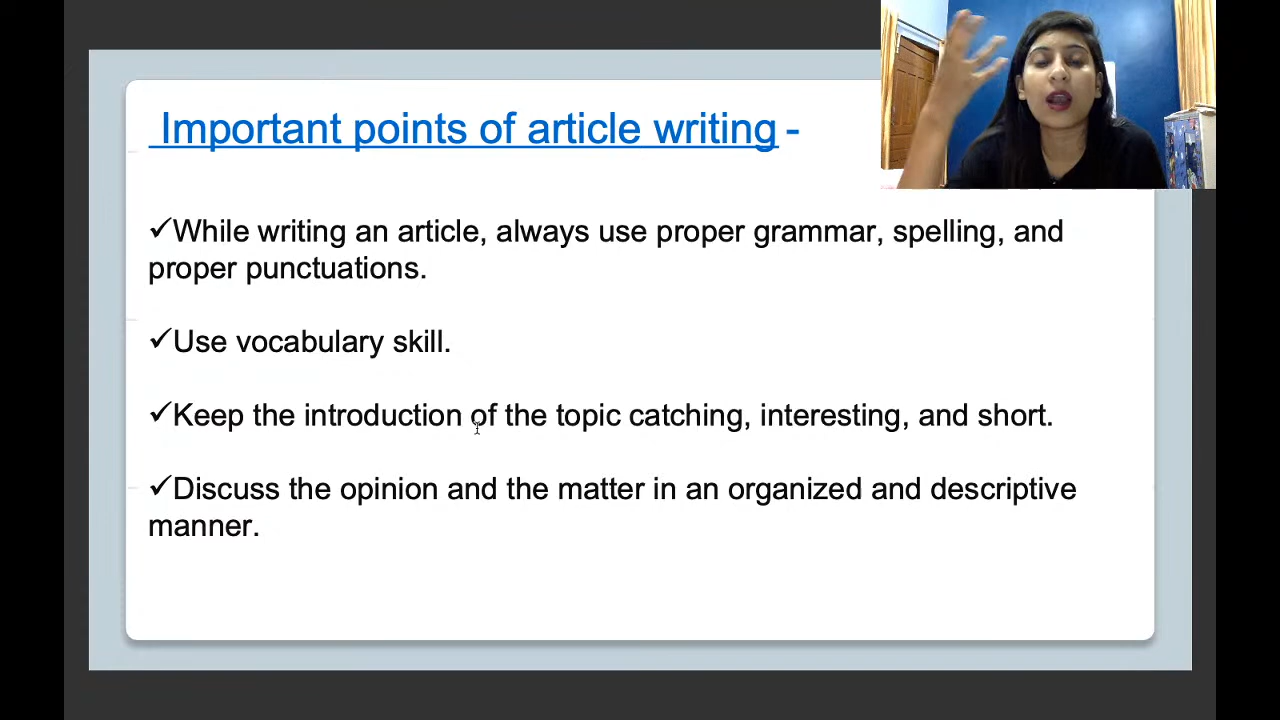 Important points of article writing -
✓While writing an article, always use proper grammar, spelling, and
proper punctuations.
✓Use vocabulary skill.
✓Keep the introduction of the topic catching, interesting, and short.
✓Discuss the opinion and the matter in an organized and descriptive
manner.